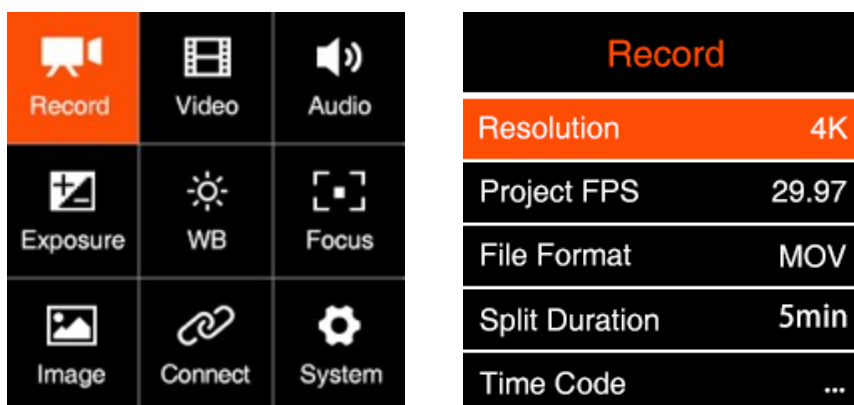 Record Video Audio
Exposure WB Focus
Image Connect System
Record
Resolution 4K
Project FPS 29.97
File Format MOV
Split Duration 5min
Time Code ...